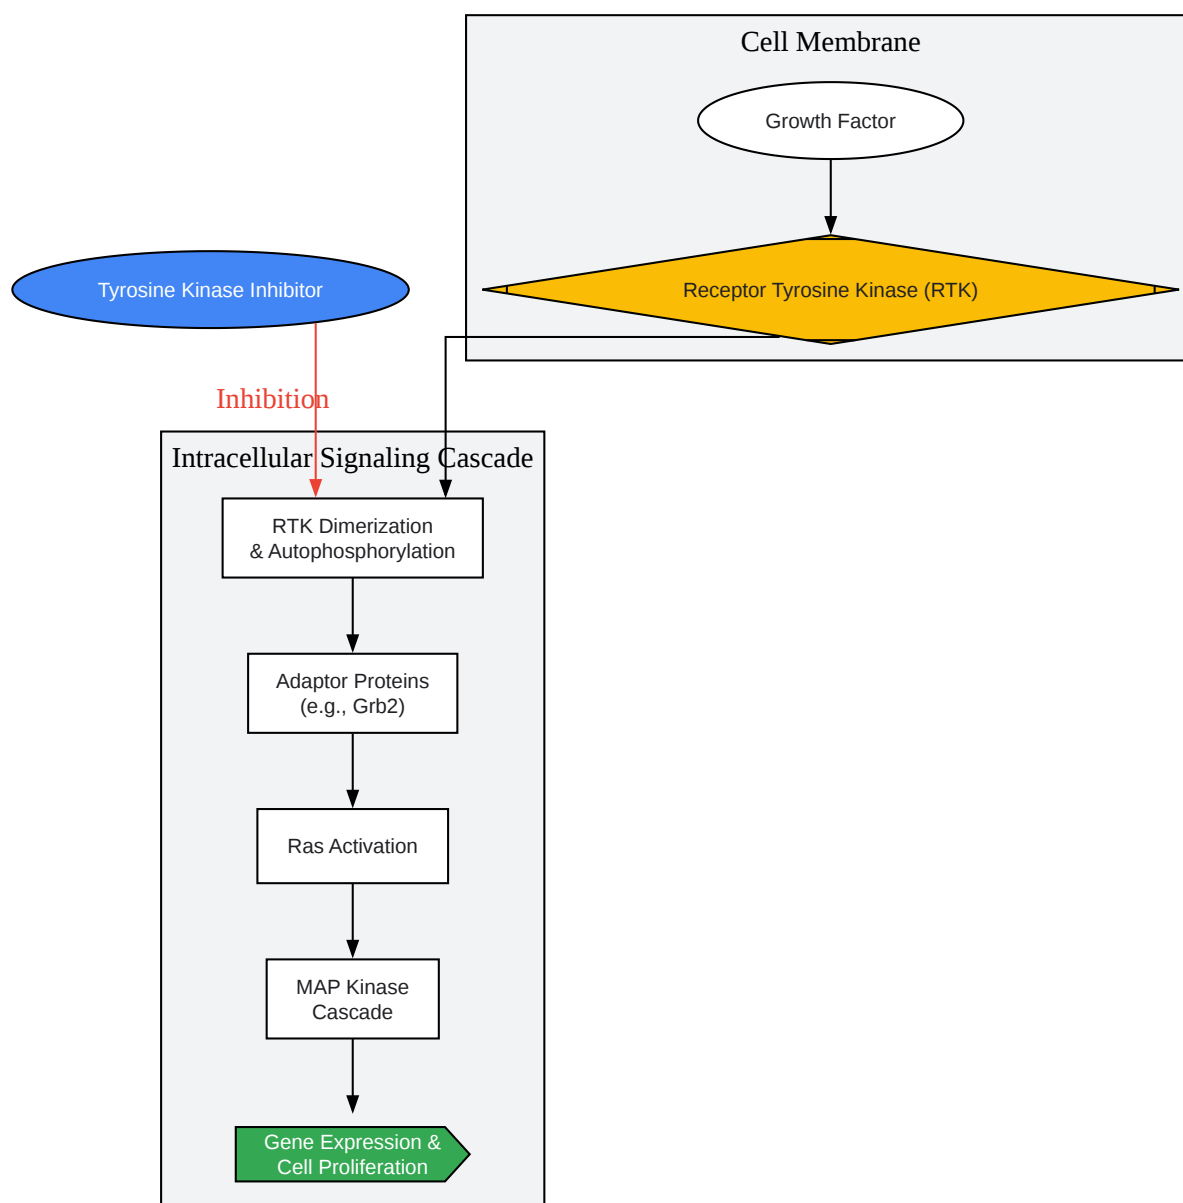 Cell Membrane
Growth Factor
Tyrosine Kinase Inhibitor
Receptor Tyrosine Kinase (RTK)
Inhibition
Intracellular Signaling Cascade
RTK Dimerization
& Autophosphorylation
Adaptor Proteins
(e.g., Grb2)
Ras Activation
MAP Kinase
Cascade
Gene Expression &
Cell Proliferation